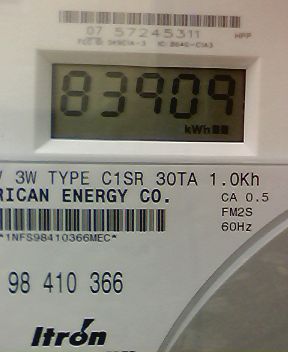 07 57245311
83909
kWh
V 3W TYPE C1SR 30TA 1.0Kh
RICAN ENERGY CO.
CA 0.5
FM2S
60Hz
*1NFS98410366MEC*
98 410 366
Itron